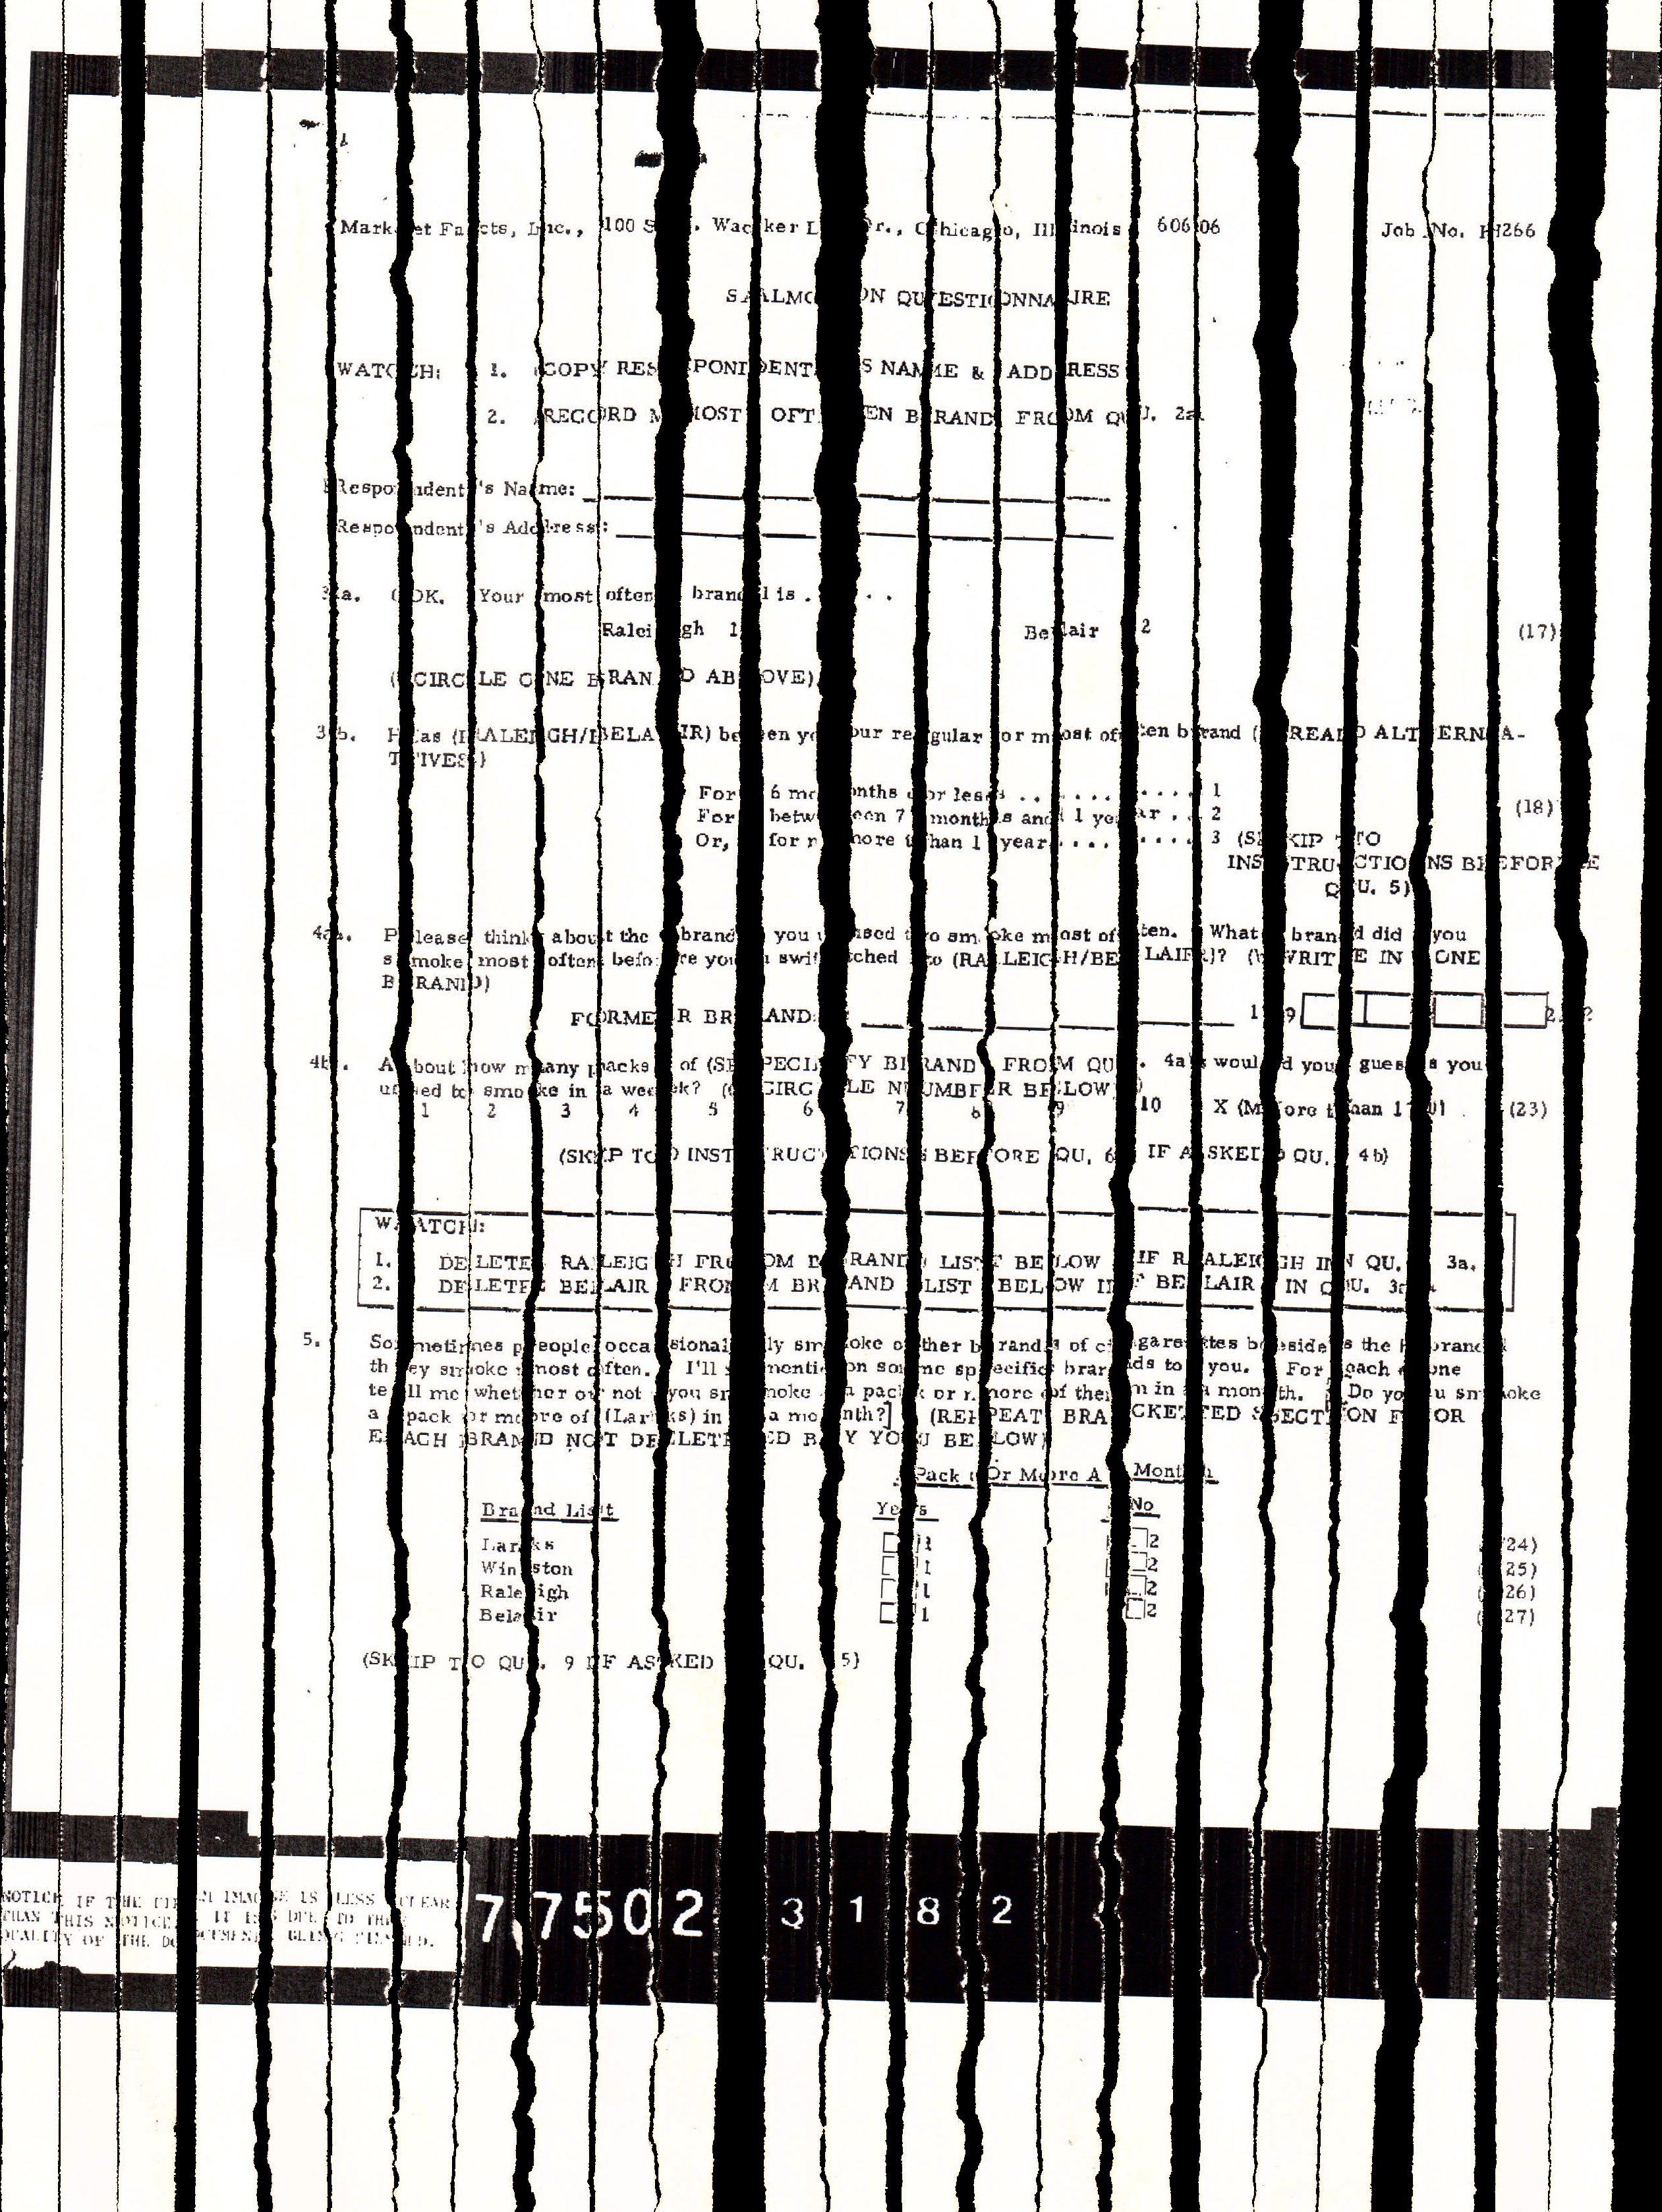 Market Facts, Inc., 100 S. Wacker Dr., Chicago, Illinois 60606 Job No. H266
SALMON QUESTIONNAIRE
WATCH: 1. COPY RESPONDENT'S NAME & ADDRESS
2. RECORD MOST OFTEN BRAND FROM QU. 2a
Respondent's Name:
Respondent's Address:
3a. OK. Your most often brand is . . . .
Raleigh 1 Belair 2 (17)
(CIRCLE ONE BRAND ABOVE)
3b. Has (RALEIGH/BELAIR) been your regular or most often brand (READ ALTERNA-
TIVES)
For 6 months or less . . . . . . . . . . 1
For between 7 months and 1 year . . 2 (18)
Or, for more than 1 year . . . . . . . . 3 (SKIP TO
INSTRUCTIONS BEFORE
QU. 5)
4a. Please think about the brand you used to smoke most often. What brand did you
smoke most often before you switched to (RALEIGH/BELAIR)? (WRITE IN ONE
BRAND)
FORMER BRAND: 19 22
4b. About how many packs of (SPECIFY BRAND FROM QU. 4a) would you guess you
used to smoke in a week? (CIRCLE NUMBER BELOW)
1 2 3 4 5 6 7 8 9 10 X (More than 10) (23)
(SKIP TO INSTRUCTIONS BEFORE QU. 6 IF ASKED QU. 4b)
WATCH:
1. DELETE RALEIGH FROM BRAND LIST BELOW IF RALEIGH IN QU. 3a.
2. DELETE BELAIR FROM BRAND LIST BELOW IF BELAIR IN QU. 3a.
5. Sometimes people occasionally smoke other brands of cigarettes besides the brand
they smoke most often. I'll mention some specific brands to you. For each one
tell me whether or not you smoke a pack or more of them in a month. [Do you smoke
a pack or more of (Larks) in a month?] (REPEAT BRACKETED SECTION FOR
EACH BRAND NOT DELETED BY YOU BELOW)
Pack Or More A Month
Brand List Yes No
Larks 1 2 (24)
Winston 1 2 (25)
Raleigh 1 2 (26)
Belair 1 2 (27)
(SKIP TO QU. 9 IF ASKED QU. 5)
NOTICE IF THE FILM IMAGE IS LESS CLEAR
THAN THIS NOTICE, IT IS DUE TO THE
QUALITY OF THE DOCUMENT BEING FILMED.
77502 3182